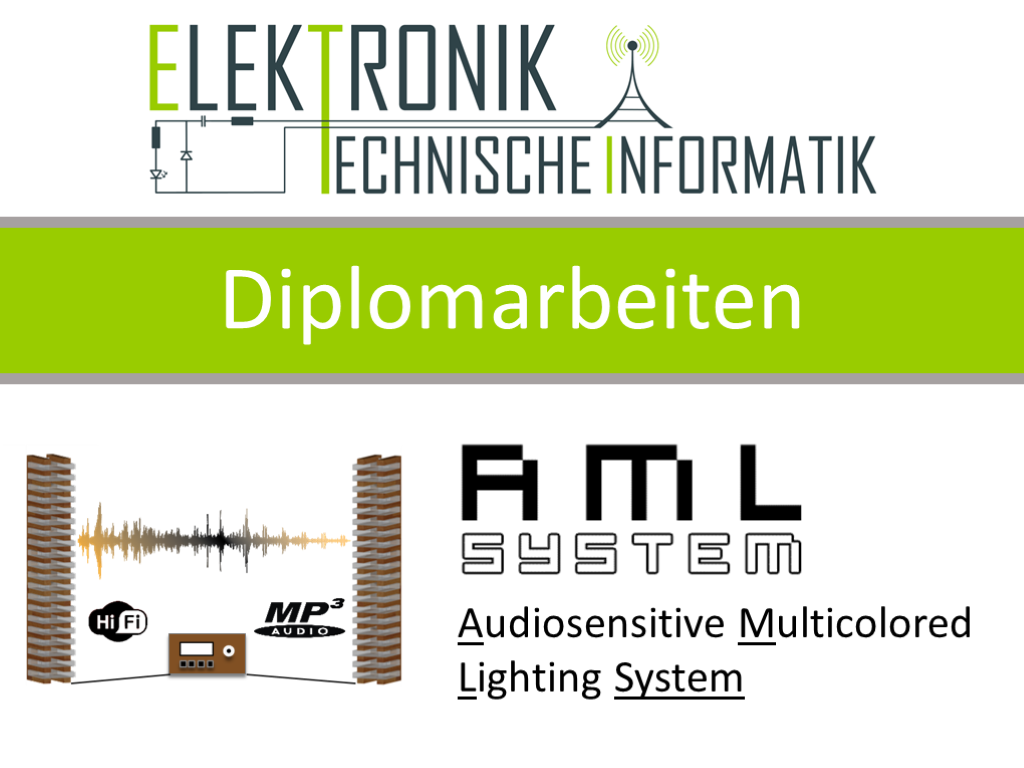 ELEKTRONIK
TECHNISCHE INFORMATIK
Diplomarbeiten
AML
SYSTEM
Hi Fi
MP3
AUDIO
Audiosensitive Multicolored
Lighting System